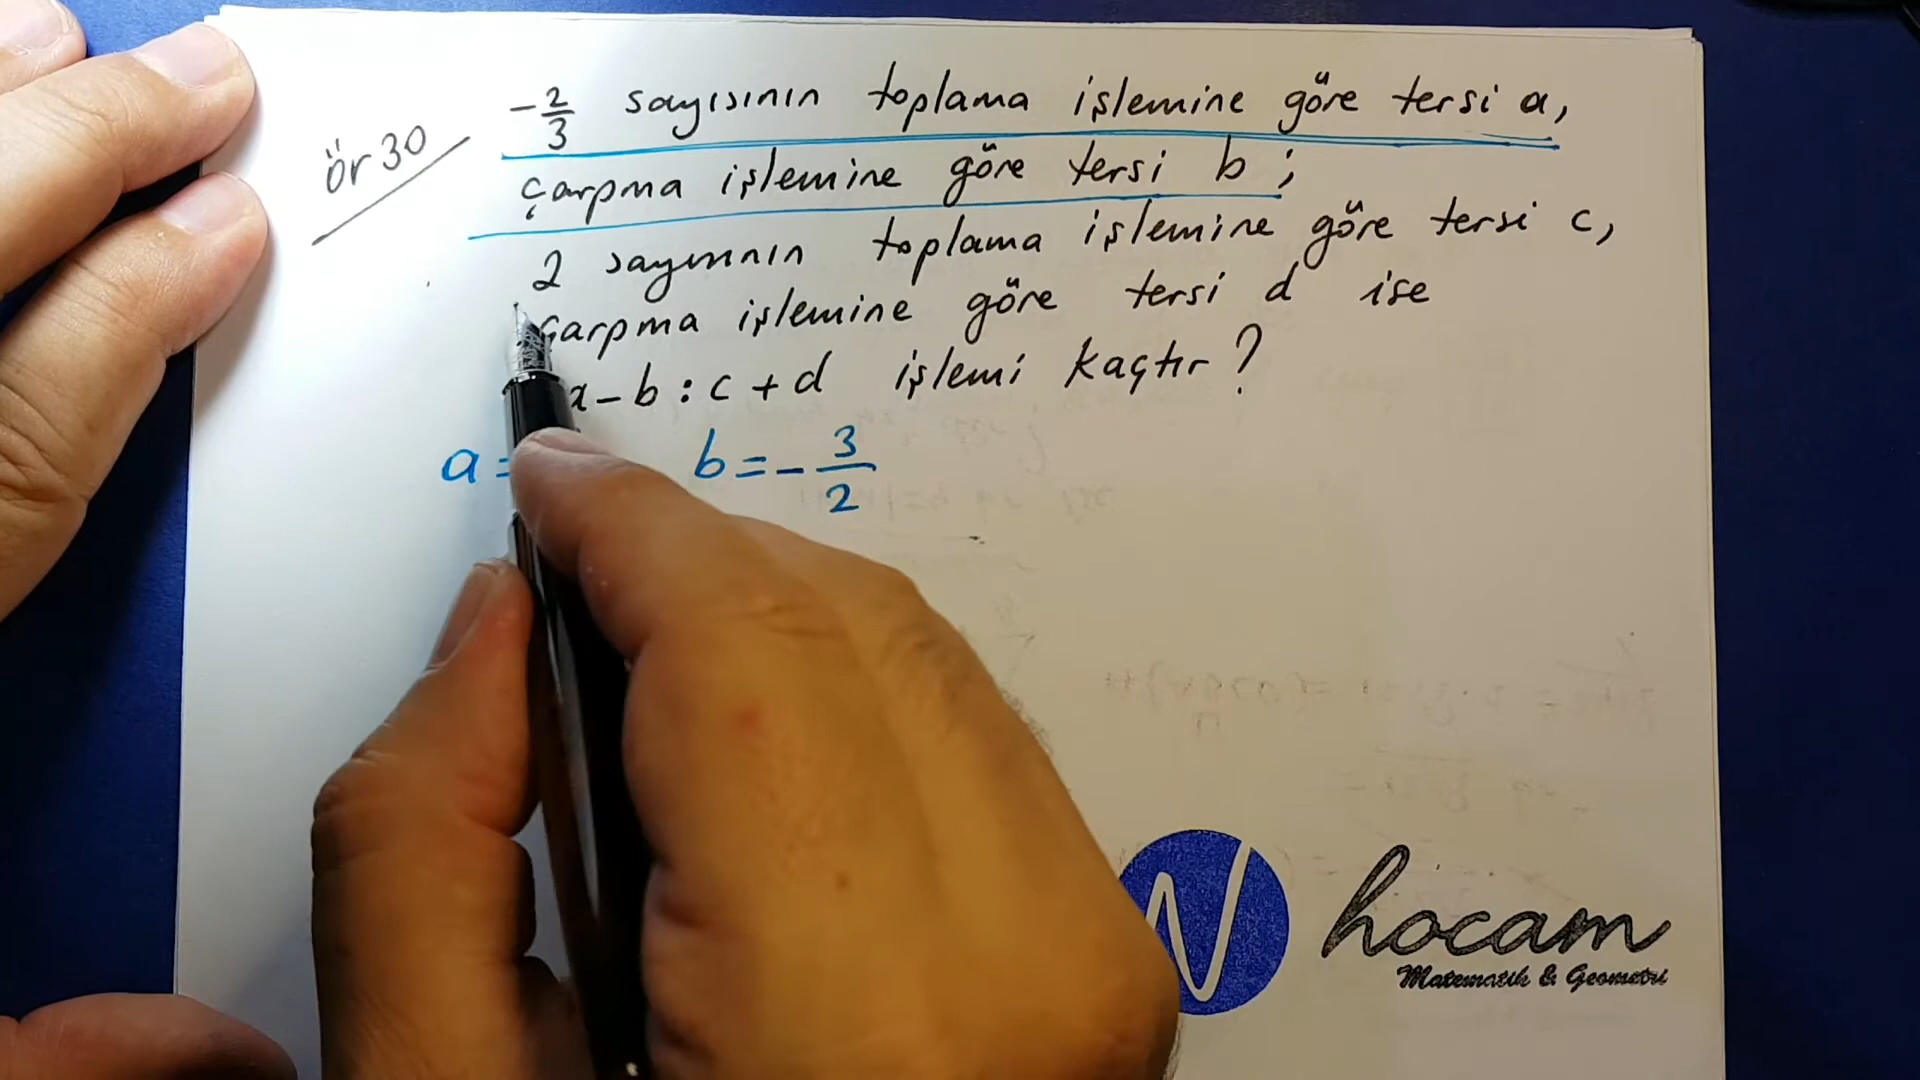 ör 30
-2/3 sayısının toplama işlemine göre tersi a,
çarpma işlemine göre tersi b ;
2 sayısının toplama işlemine göre tersi c,
çarpma işlemine göre tersi d ise
a - b : c + d işlemi kaçtır ?
a = b = - 3/2
hocam
Matematik & Geometri